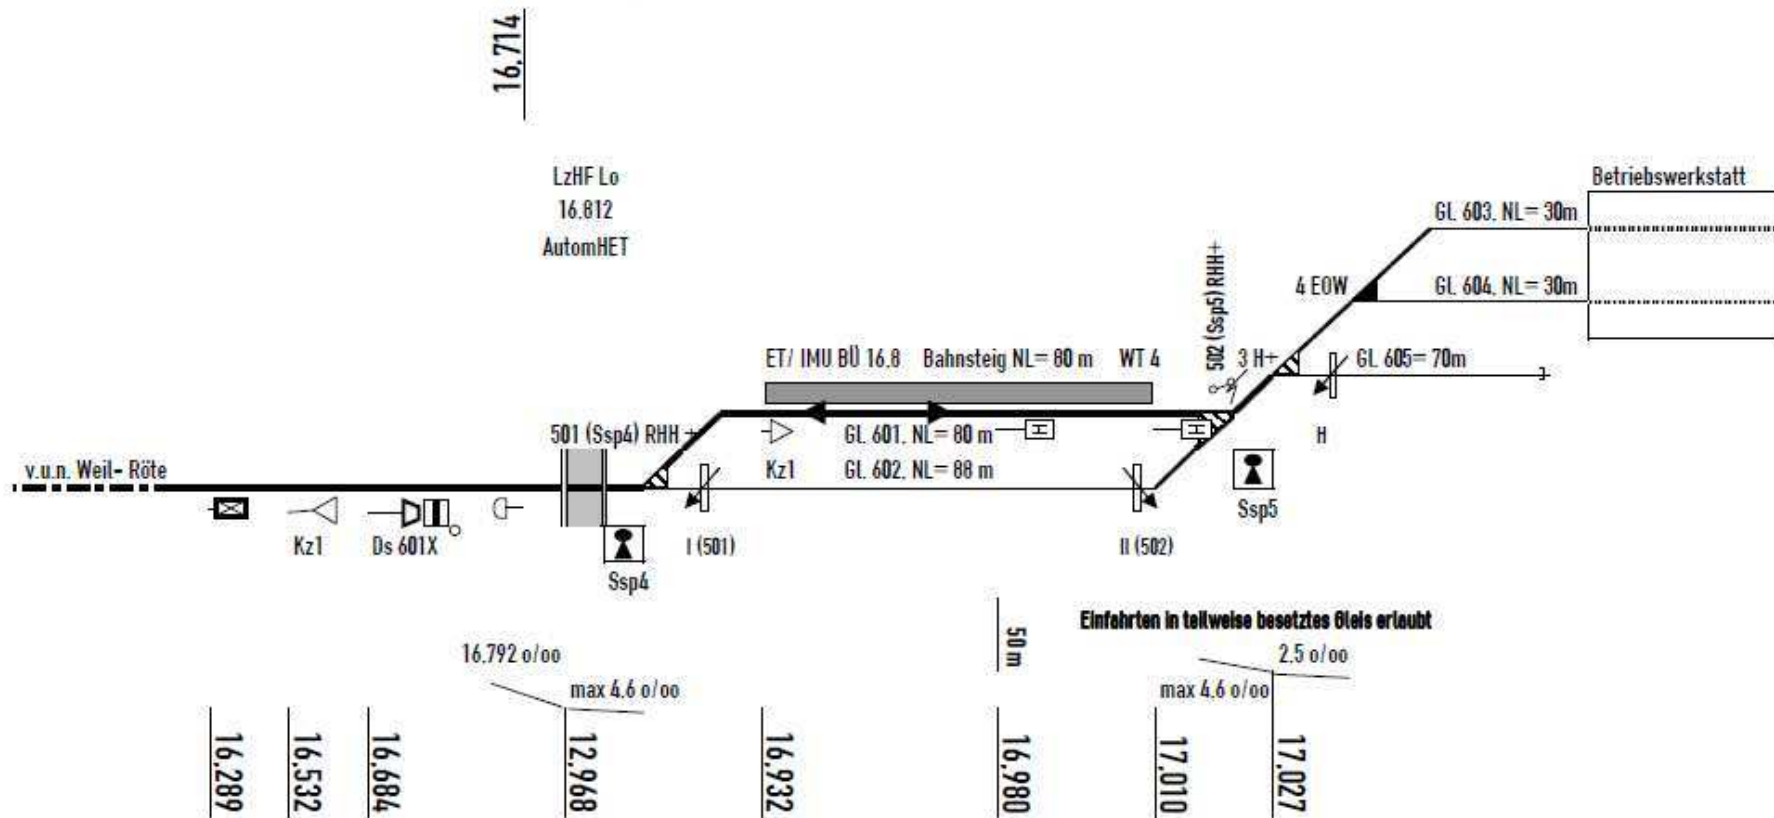 16,714
LzHF Lo
16.812
AutomHET
Betriebswerkstatt
Gl. 603. NL= 30m
4 EOW
Gl. 604. NL= 30m
502 (Ssp5) RHH+
ET/ IMU BÜ 16.8
Bahnsteig NL= 80 m
WT 4
3 H+
GL 605= 70m
501 (Ssp4) RHH +
Gl. 601. NL= 80 m
H
v.u.n. Weil- Röte
Kz1
Gl. 602. NL= 88 m
Kz1
Ds 601X
Ssp4
I (501)
II (502)
Ssp5
Einfahrten in teilweise besetztes Gleis erlaubt
50 m
16.792 o/oo
max 4.6 o/oo
2.5 o/oo
max 4.6 o/oo
16,289
16,532
16,684
12,968
16,932
16,980
17,010
17,027